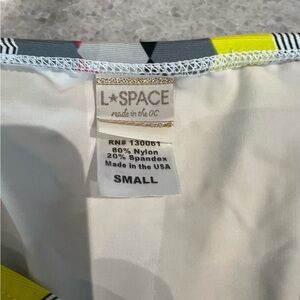 L★SPACE
made in the OC
RN# 130061
80% Nylon
20% Spandex
Made in the USA
SMALL